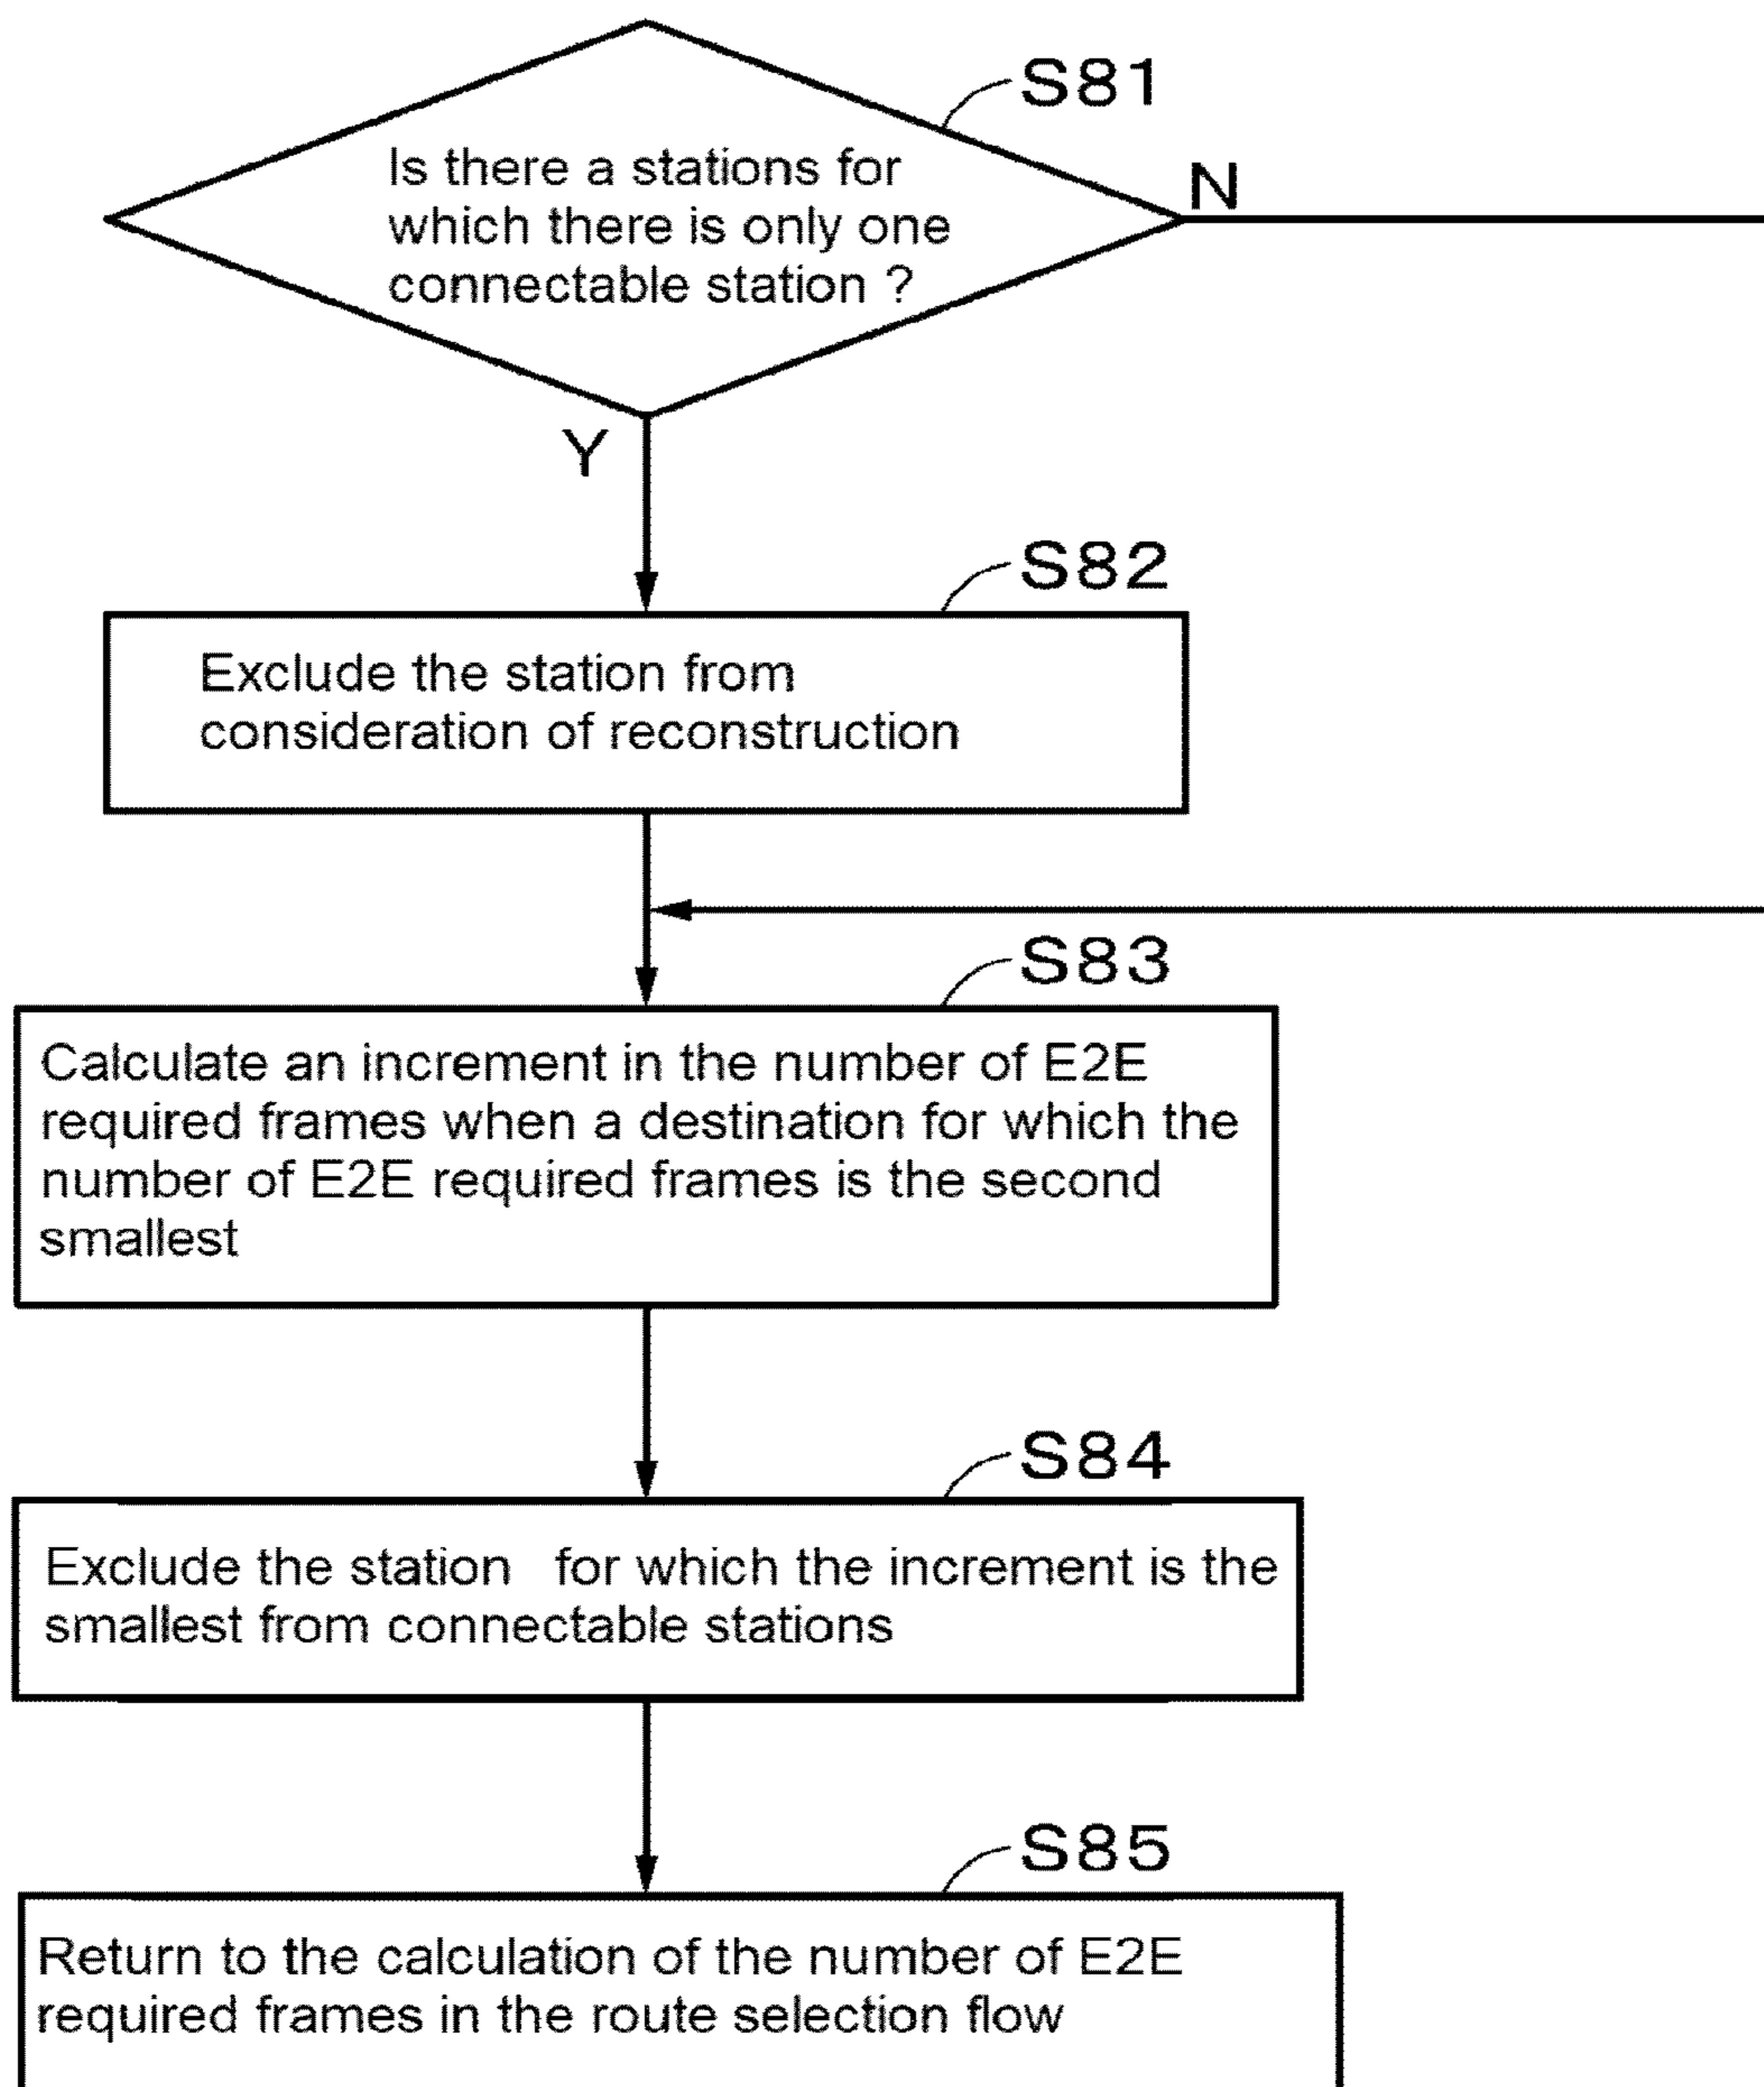 S81
Is there a stations for
which there is only one
connectable station ?
N
Y
S82
Exclude the station from
consideration of reconstruction
S83
Calculate an increment in the number of E2E
required frames when a destination for which the
number of E2E required frames is the second
smallest
S84
Exclude the station for which the increment is the
smallest from connectable stations
S85
Return to the calculation of the number of E2E
required frames in the route selection flow